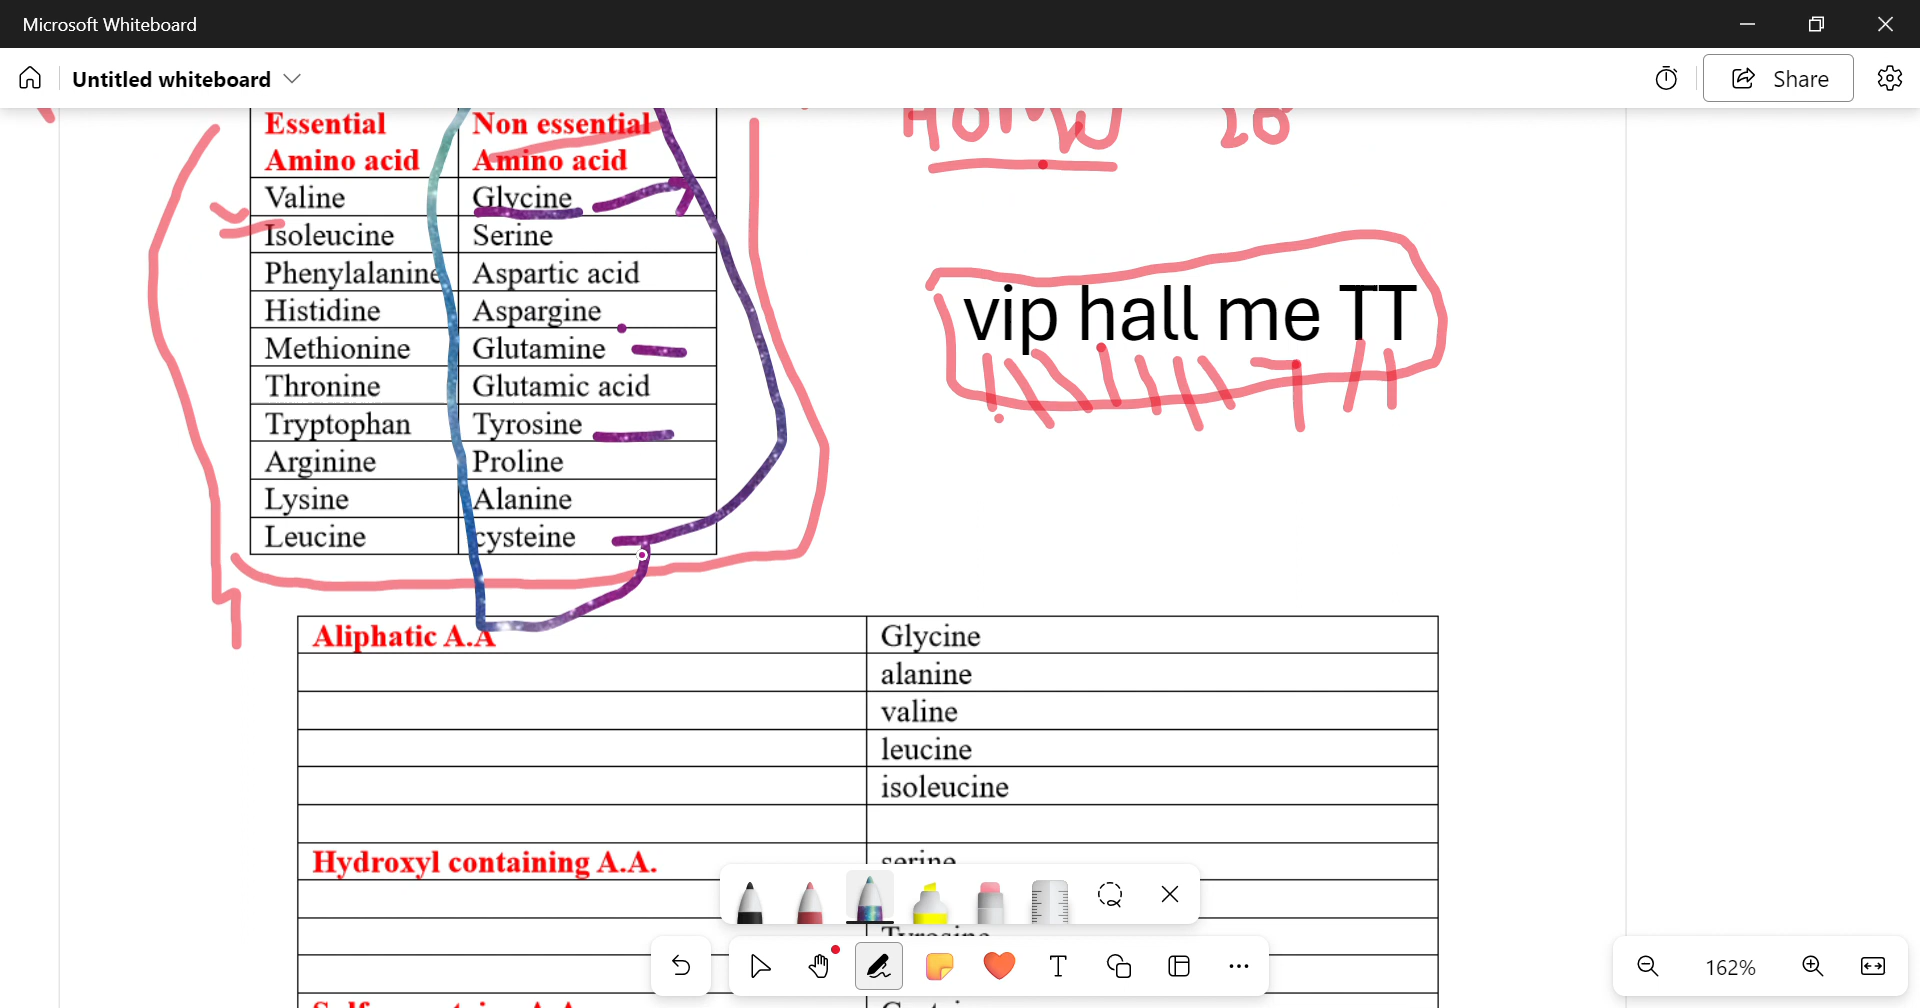 Microsoft Whiteboard
Untitled whiteboard
Share
Essential Amino acid
Non essential Amino acid
Valine Glycine
Isoleucine Serine
Phenylalanine Aspartic acid
Histidine Aspargine
Methionine Glutamine
Thronine Glutamic acid
Tryptophan Tyrosine
Arginine Proline
Lysine Alanine
Leucine cysteine
vip hall me TT
Aliphatic A.A Glycine
alanine
valine
leucine
isoleucine
Hydroxyl containing A.A. serine
Tyrosine
162%